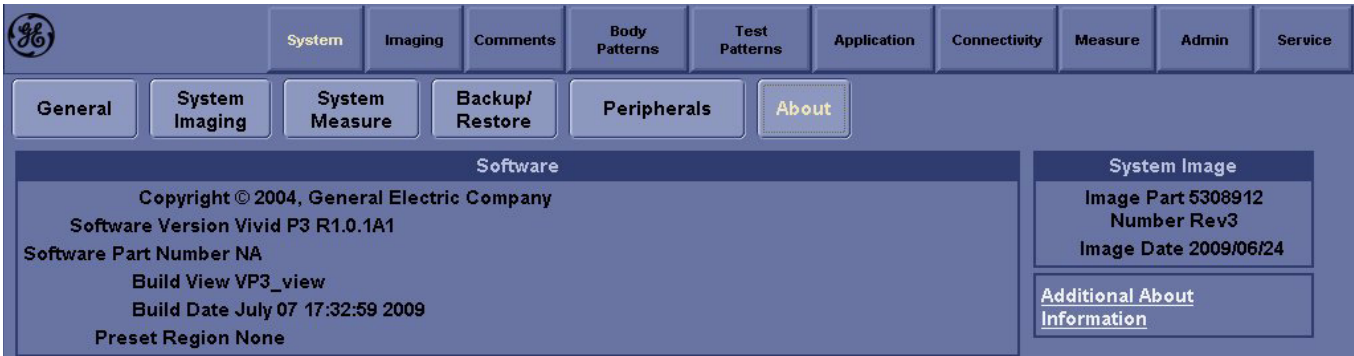 GE
System
Imaging
Comments
Body
Patterns
Test
Patterns
Application
Connectivity
Measure
Admin
Service
General
System
Imaging
System
Measure
Backup/
Restore
Peripherals
About
Software
Copyright © 2004, General Electric Company
Software Version Vivid P3 R1.0.1A1
Software Part Number NA
Build View VP3_view
Build Date July 07 17:32:59 2009
Preset Region None
System Image
Image Part 5308912
Number Rev3
Image Date 2009/06/24
Additional About
Information